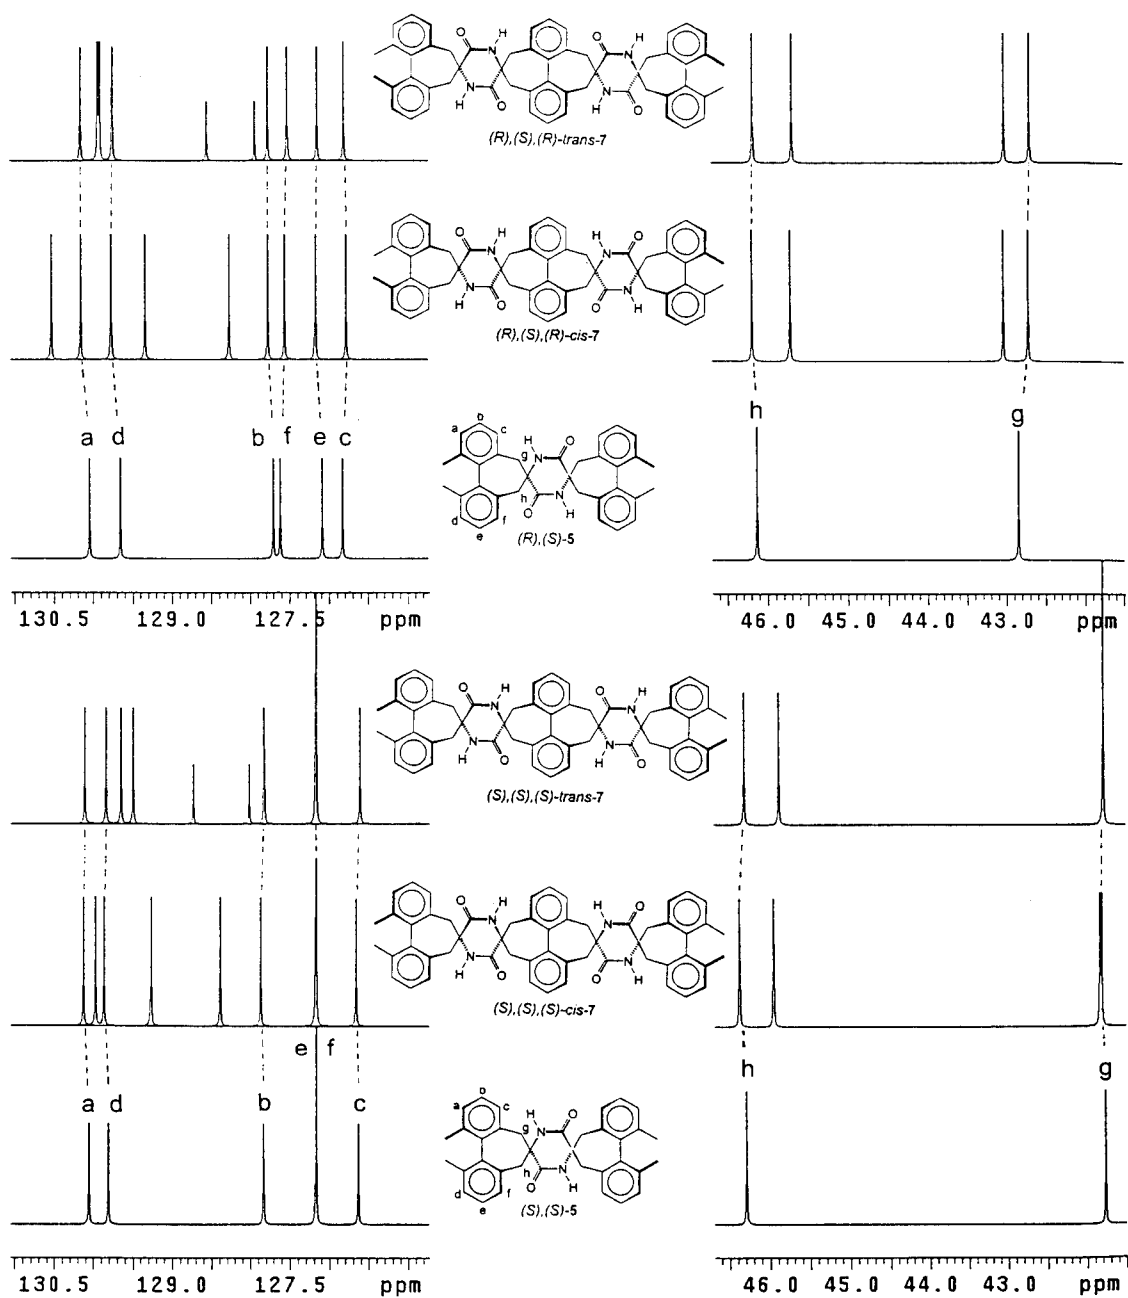 O H
N
N
H O
O H
N
N
H O
(R),(S),(R)-trans-7
O H
N
N
H O
H O
N
N
O H
(R),(S),(R)-cis-7
a d b f e c
h g
a b c
H O
N
g
h
N
O H
d e f
(R),(S)-5
130.5 129.0 127.5 ppm
46.0 45.0 44.0 43.0 ppm
O H
N
N
H O
O H
N
N
H O
(S),(S),(S)-trans-7
O H
N
N
H O
H O
N
N
O H
(S),(S),(S)-cis-7
e f
a d b c
h g
a b c
H O
N
g
h
N
O H
d e f
(S),(S)-5
130.5 129.0 127.5 ppm
46.0 45.0 44.0 43.0 ppm